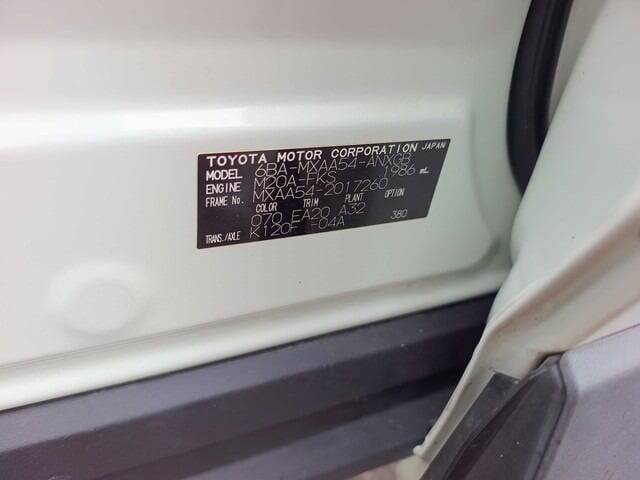 TOYOTA MOTOR CORPORATION JAPAN
MODEL 6BA-MXAA54-ANXGB
ENGINE M20A-FKS 1986 mL
FRAME No. MXAA54-2017260
COLOR TRIM PLANT OPTION
070 EA20 A32 380
TRANS./AXLE K120F -04A